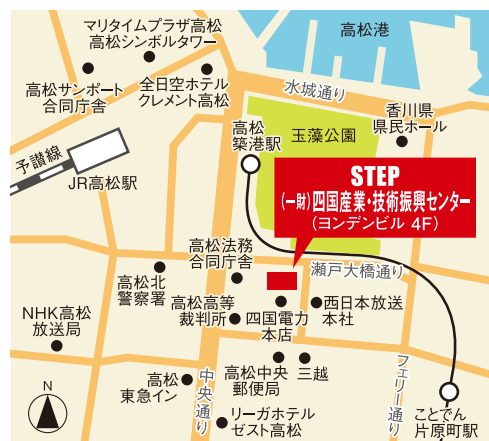 マリタイムプラザ高松
高松シンボルタワー
高松港
高松サンポート
合同庁舎
全日空ホテル
クレメント高松
水城通り
香川県
県民ホール
高松
築港駅
玉藻公園
予讃線
JR高松駅
STEP
(一財)四国産業・技術振興センター
(ヨンデンビル 4F)
高松法務
合同庁舎
瀬戸大橋通り
高松北
警察署
高松高等
裁判所
四国電力
本店
西日本放送
本社
NHK高松
放送局
高松中央
郵便局
三越
高松
東急イン
中央通り
フェリー通り
リーガホテル
ゼスト高松
ことでん
片原町駅
N